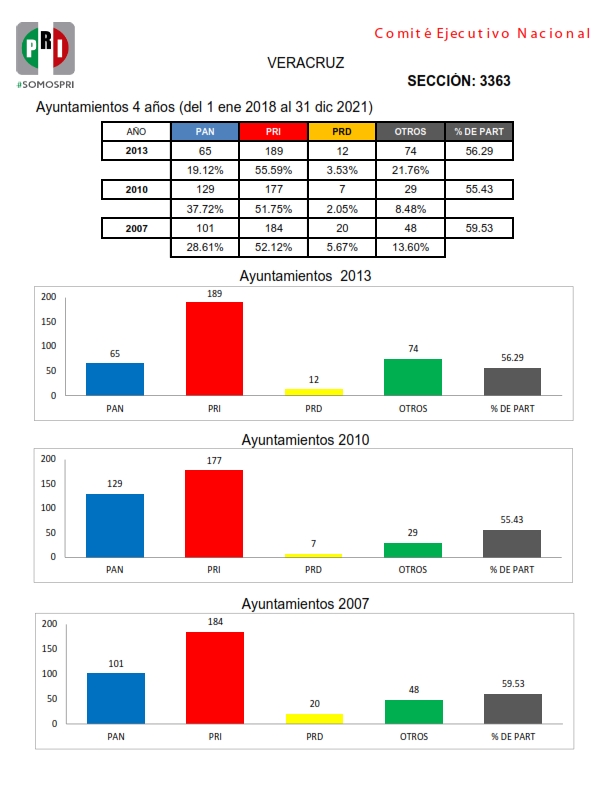 Comité Ejecutivo Nacional
PRI
#SOMOSPRI
VERACRUZ
SECCIÓN: 3363
Ayuntamientos 4 años (del 1 ene 2018 al 31 dic 2021)
AÑO PAN PRI PRD OTROS % DE PART
2013 65 189 12 74 56.29
19.12% 55.59% 3.53% 21.76%
2010 129 177 7 29 55.43
37.72% 51.75% 2.05% 8.48%
2007 101 184 20 48 59.53
28.61% 52.12% 5.67% 13.60%
Ayuntamientos 2013
200
150
100
50
0
65 189 12 74 56.29
PAN PRI PRD OTROS % DE PART
Ayuntamientos 2010
200
150
100
50
0
129 177 7 29 55.43
PAN PRI PRD OTROS % DE PART
Ayuntamientos 2007
200
150
100
50
0
101 184 20 48 59.53
PAN PRI PRD OTROS % DE PART